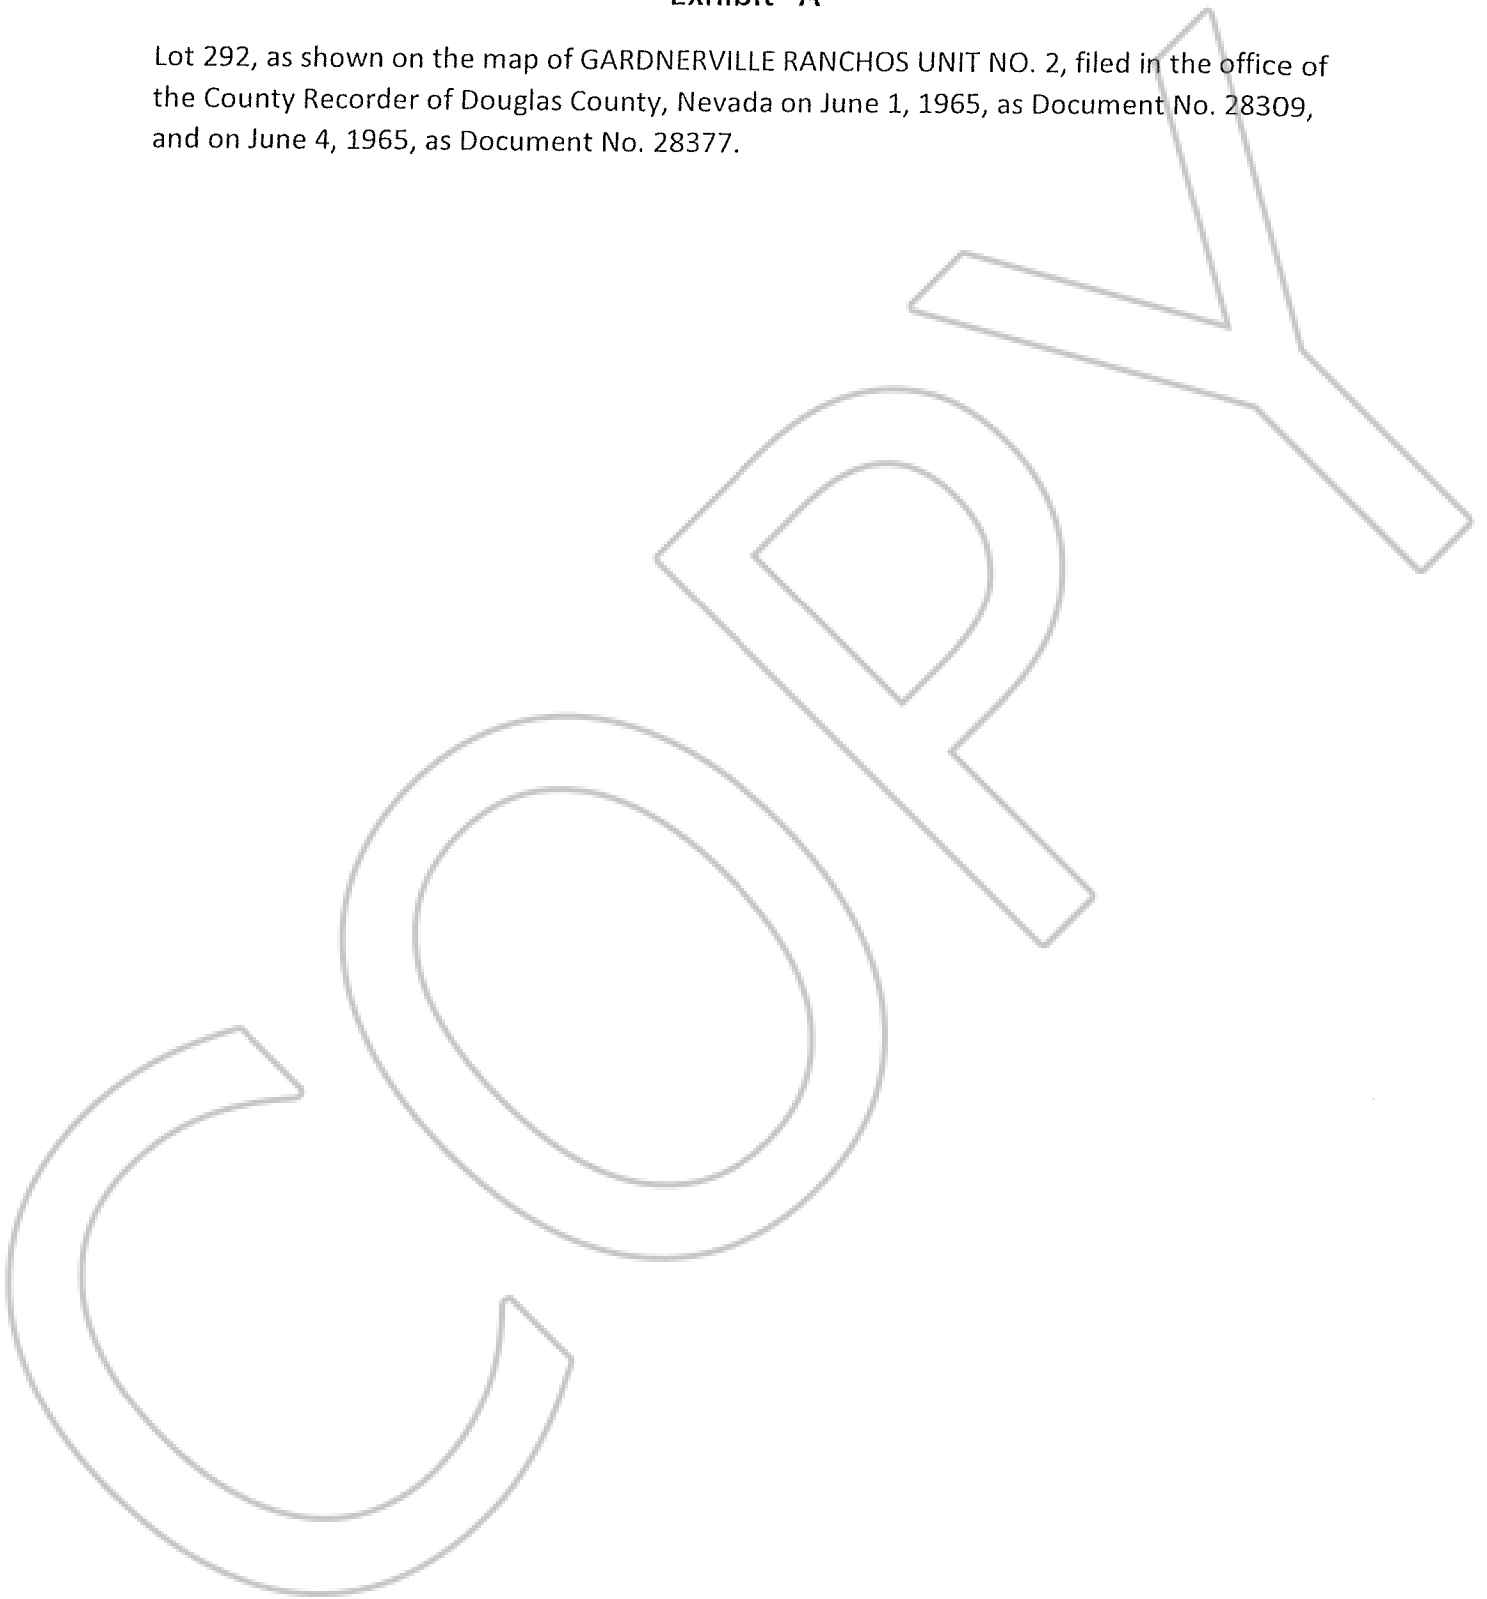 Exhibit "A
Lot 292, as shown on the map of GARDNERVILLE RANCHOS UNIT NO. 2, filed in the office of
the County Recorder of Douglas County, Nevada on June 1, 1965, as Document No. 28309,
and on June 4, 1965, as Document No. 28377.
COPY